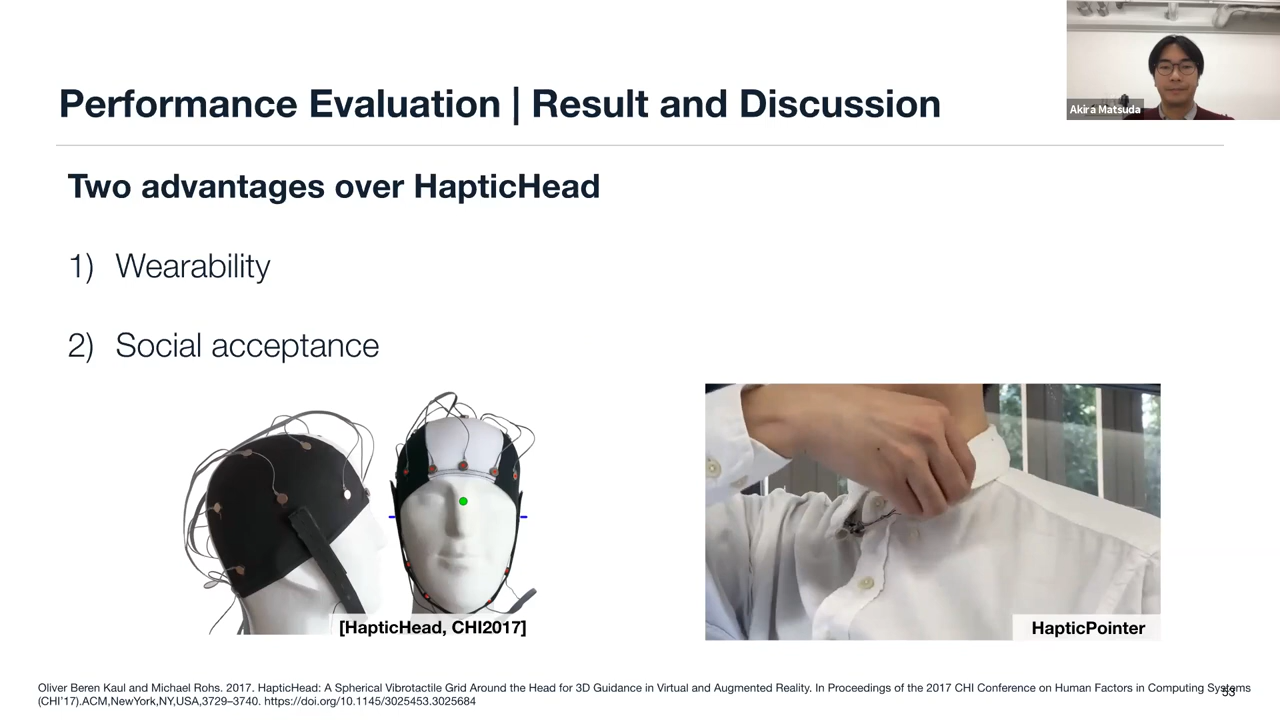 Performance Evaluation | Result and Discussion
Akira Matsuda
Two advantages over HapticHead
1) Wearability
2) Social acceptance
[HapticHead, CHI2017]
HapticPointer
Oliver Beren Kaul and Michael Rohs. 2017. HapticHead: A Spherical Vibrotactile Grid Around the Head for 3D Guidance in Virtual and Augmented Reality. In Proceedings of the 2017 CHI Conference on Human Factors in Computing Systems
(CHI'17).ACM,NewYork,NY,USA,3729–3740. https://doi.org/10.1145/3025453.3025684
53